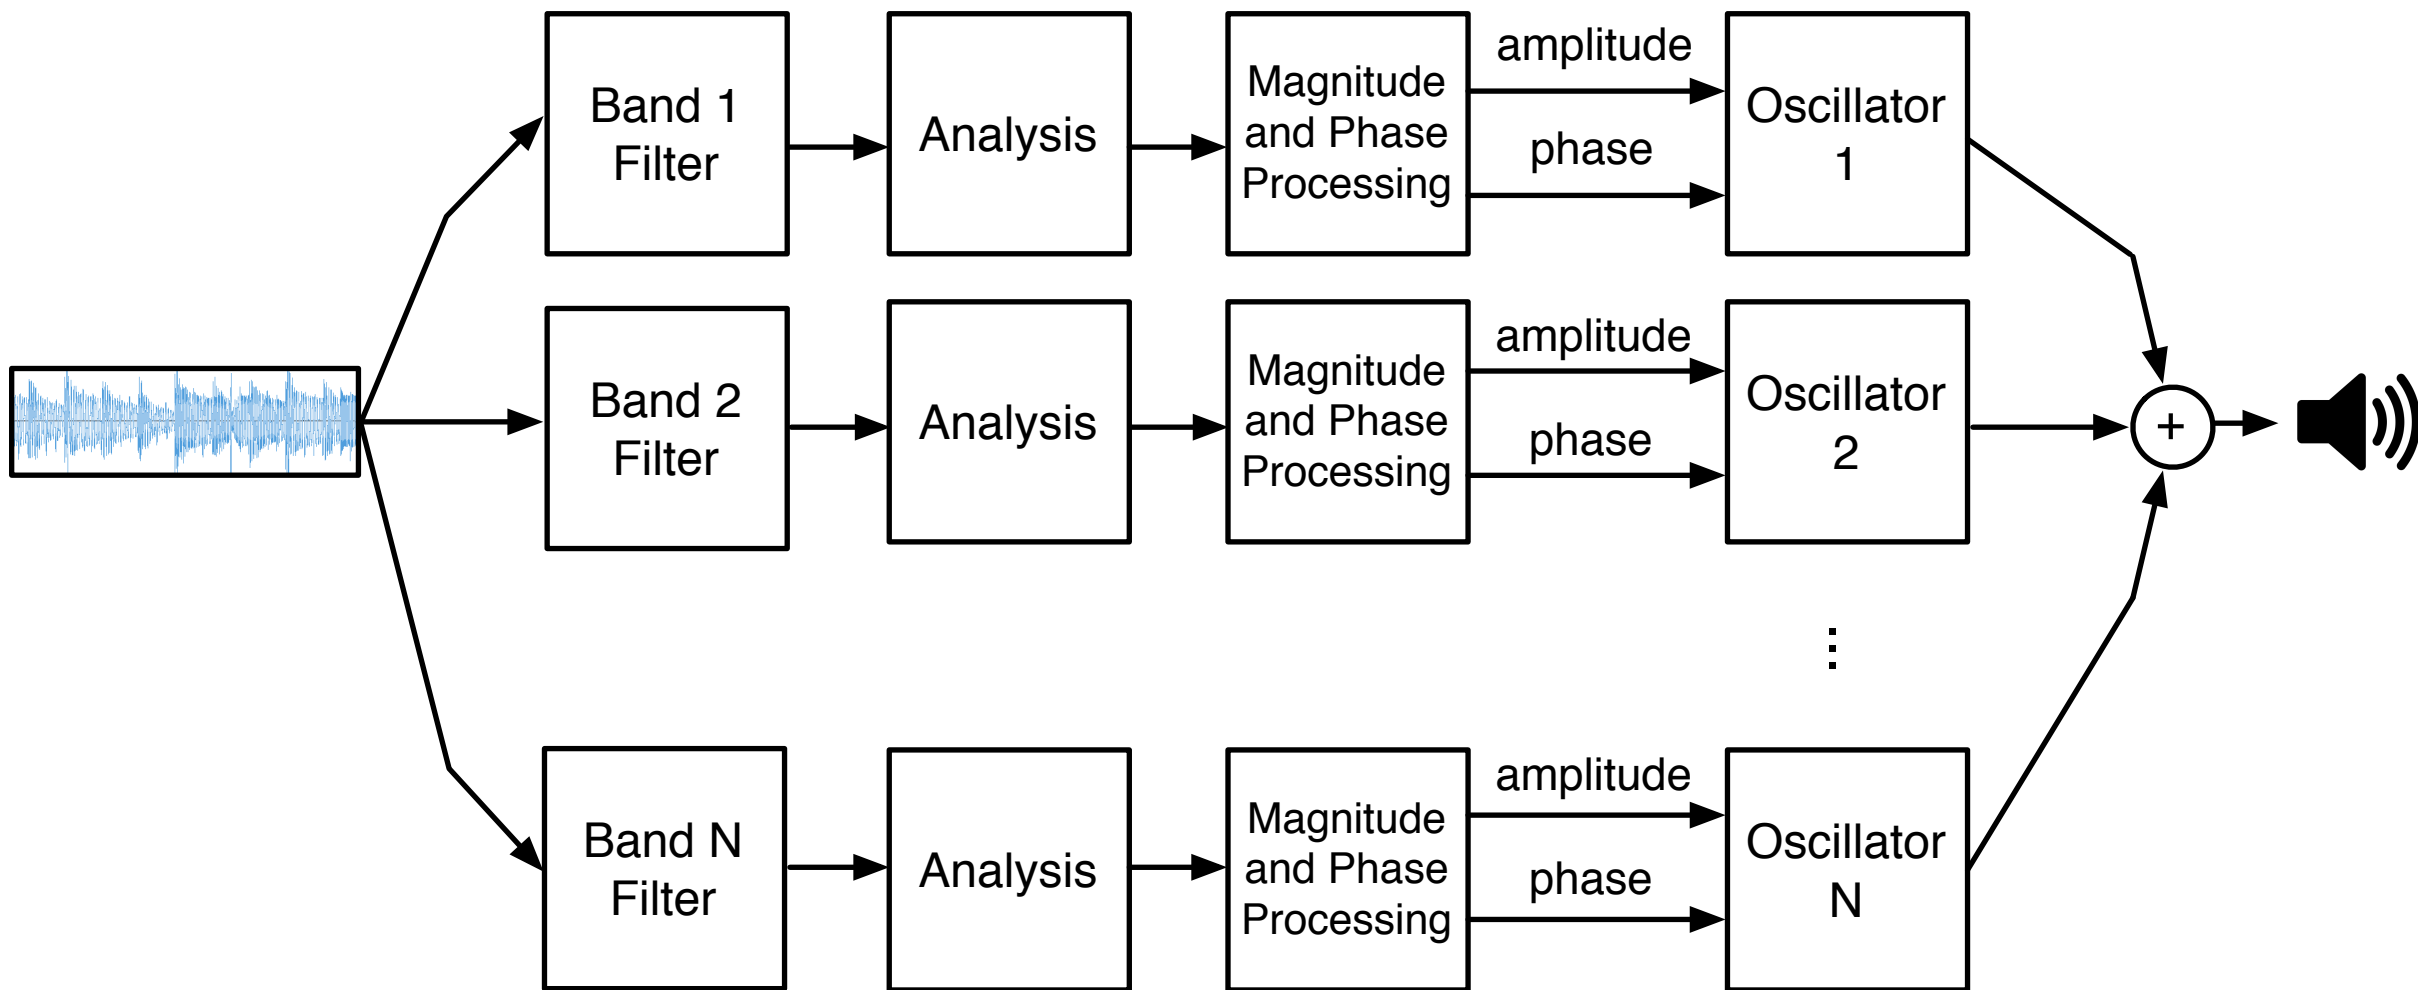 Band 1
Filter
Analysis
Magnitude
and Phase
Processing
amplitude
phase
Oscillator
1
Band 2
Filter
Analysis
Magnitude
and Phase
Processing
amplitude
phase
Oscillator
2
+
⋮
Band N
Filter
Analysis
Magnitude
and Phase
Processing
amplitude
phase
Oscillator
N